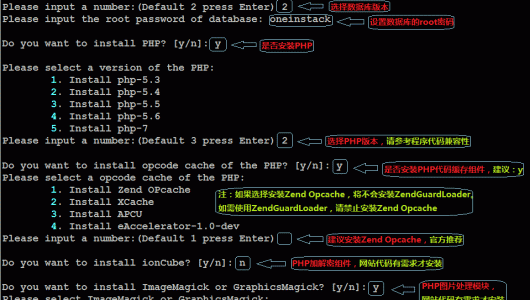 Please input a number:(Default 2 press Enter) 2 选择数据库版本
Please input the root password of database: oneinstack 设置数据库的root密码
Do you want to install PHP? [y/n]: y 是否安装PHP
Please select a version of the PHP:
1. Install php-5.3
2. Install php-5.4
3. Install php-5.5
4. Install php-5.6
5. Install php-7
Please input a number:(Default 3 press Enter) 2 选择PHP版本，请参考程序代码兼容性
Do you want to install opcode cache of the PHP? [y/n]: y 是否安装PHP代码缓存组件，建议：y
Please select a opcode cache of the PHP:
1. Install Zend OPcache
2. Install XCache
3. Install APCU
4. Install eAccelerator-1.0-dev
注：如果选择安装Zend Opcache，将不会安装ZendGuardLoader,
如需使用ZendGuardLoader，请禁止安装Zend Opcache
Please input a number:(Default 1 press Enter) 建议安装Zend Opcache，官方推荐
Do you want to install ionCube? [y/n]: n PHP加解密组件，网站代码有需求才安装
Do you want to install ImageMagick or GraphicsMagick? [y/n]: y PHP图片处理模块，
网站代码有需求才安装
Please select ImageMagick or GraphicsMagick: